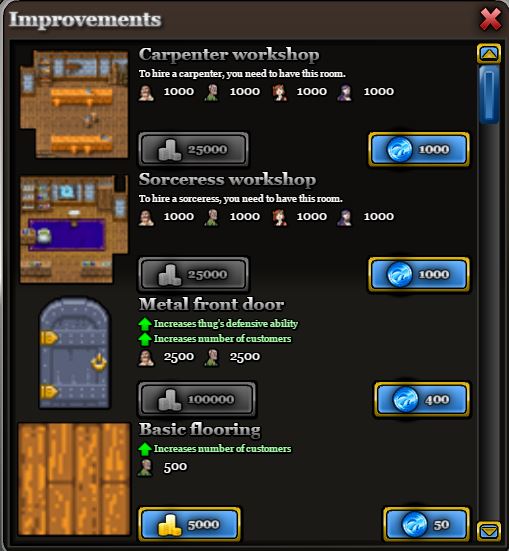 Improvements
Carpenter workshop
To hire a carpenter, you need to have this room.
1000 1000 1000 1000
25000 1000
Sorceress workshop
To hire a sorceress, you need to have this room.
1000 1000 1000 1000
25000 1000
Metal front door
Increases thug's defensive ability
Increases number of customers
2500 2500
100000 400
Basic flooring
Increases number of customers
500
5000 50